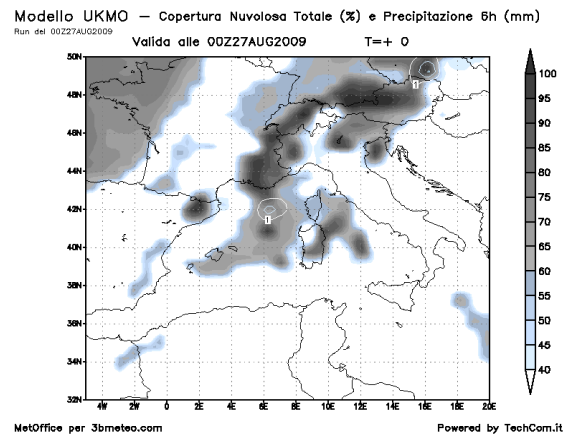 Modello UKMO – Copertura Nuvolosa Totale (%) e Precipitazione 6h (mm)
Run del 00Z27AUG2009
Valida alle 00Z27AUG2009 T=+ 0
50N
48N
46N
44N
42N
40N
38N
36N
34N
32N
4W 2W 0 2E 4E 6E 8E 10E 12E 14E 16E 18E 20E
1
1
100
95
90
85
80
75
70
65
60
55
50
45
40
MetOffice per 3bmeteo.com
Powered by TechCom.it